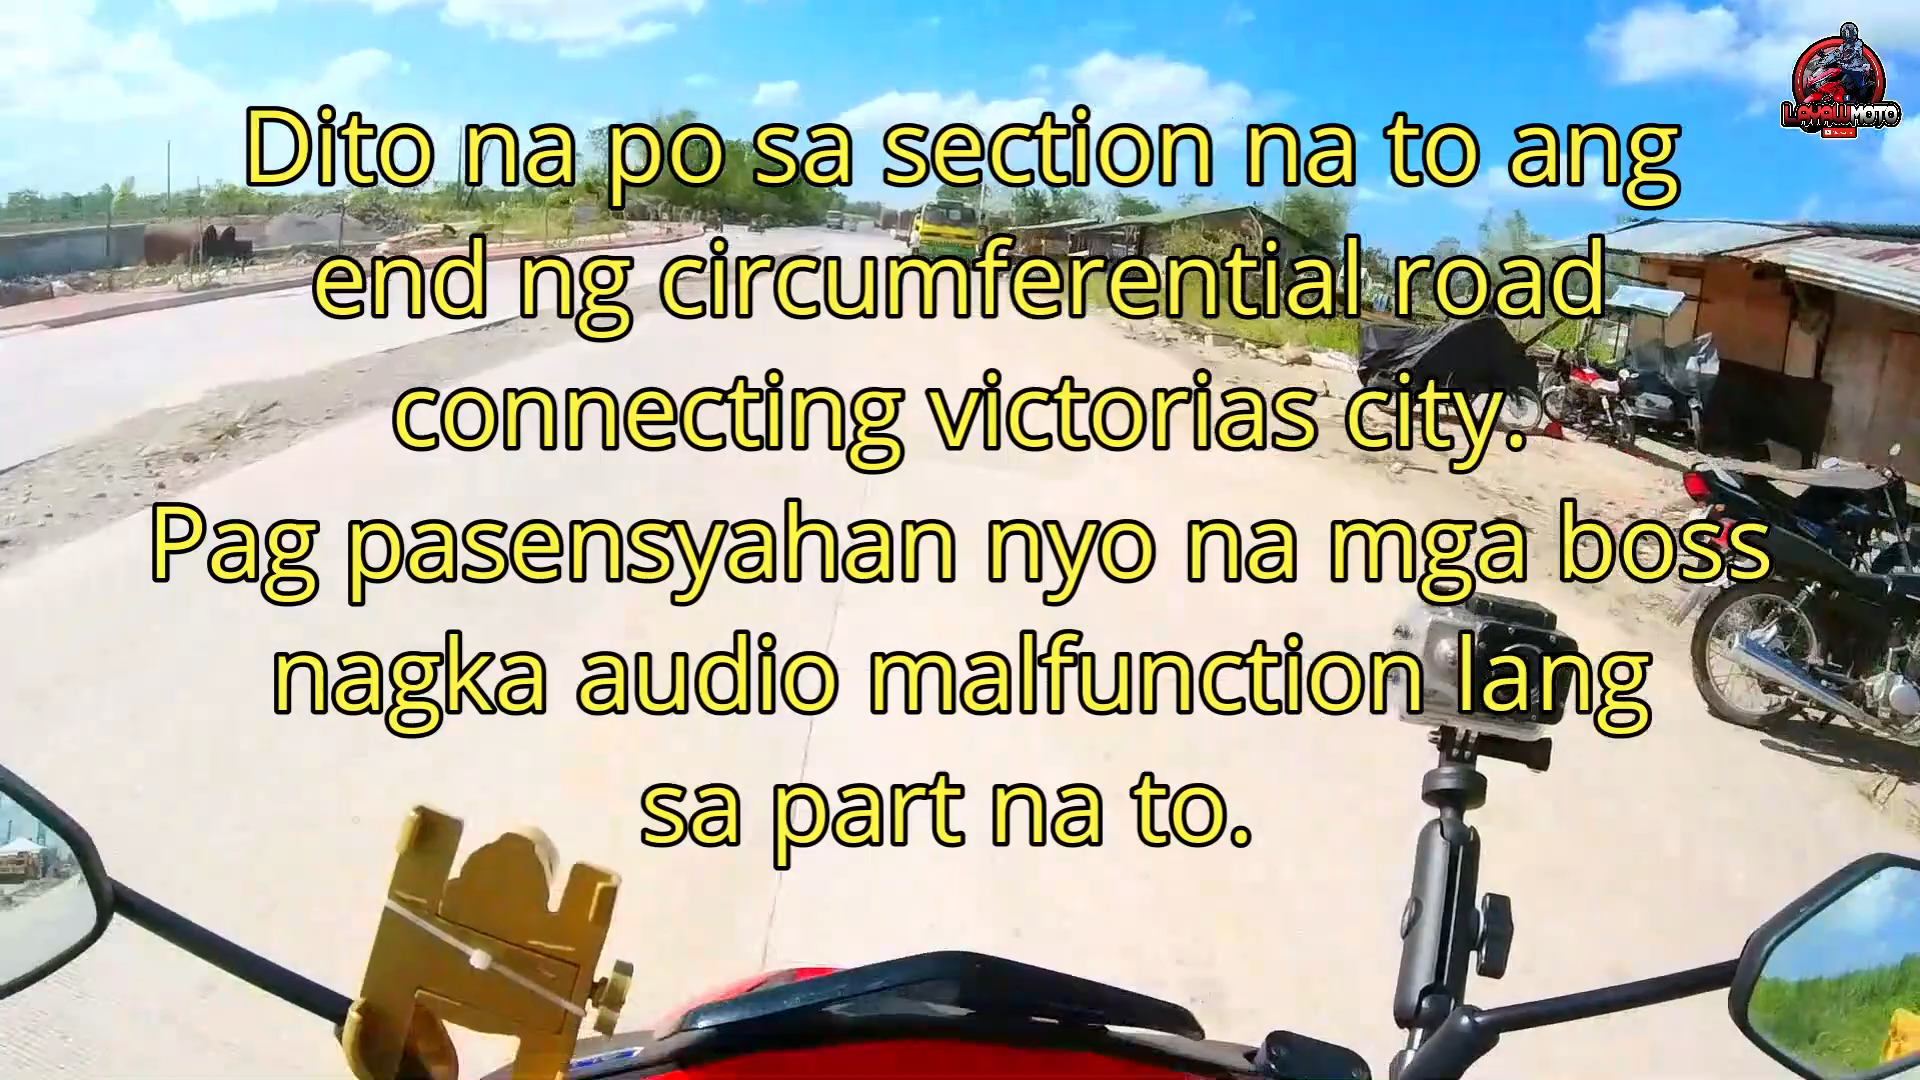 Dito na po sa section na to ang
end ng circumferential road
connecting victorias city.
Pag pasensyahan nyo na mga boss
nagka audio malfunction lang
sa part na to.
LawawMOTO